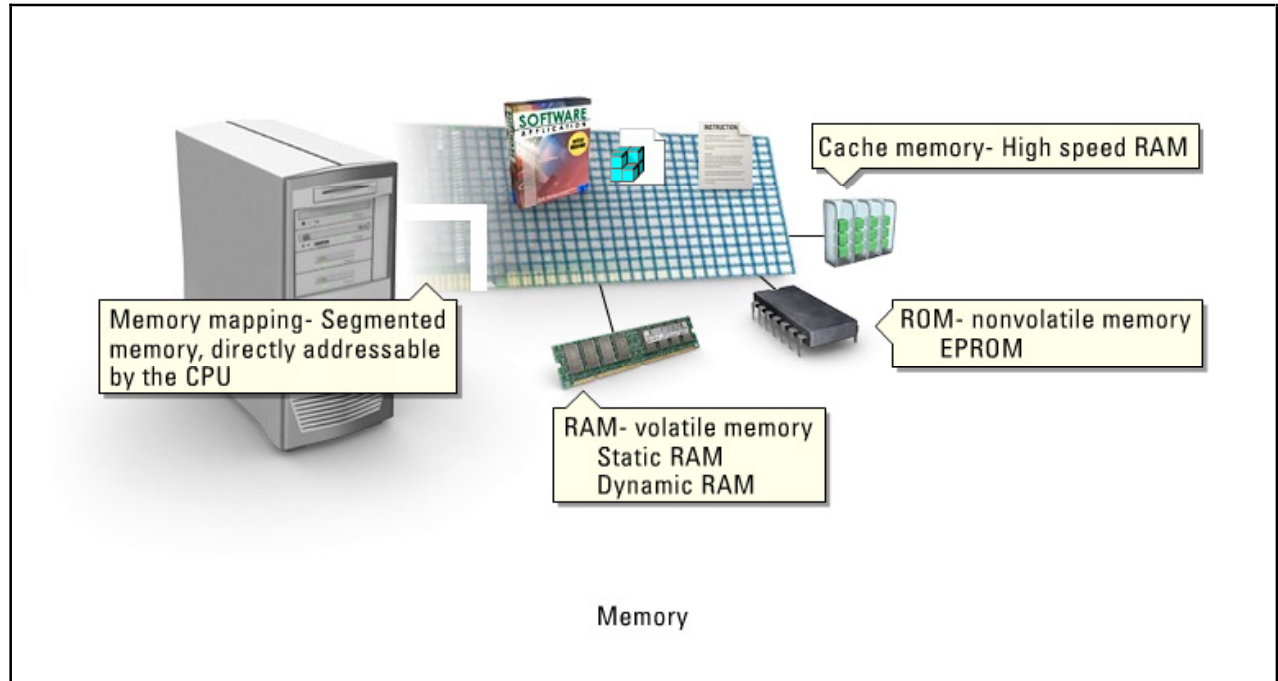 SOFTWARE
APPLICATION
INSTRUCTION
Cache memory- High speed RAM
Memory mapping- Segmented
memory, directly addressable
by the CPU
ROM- nonvolatile memory
EPROM
RAM- volatile memory
Static RAM
Dynamic RAM
Memory